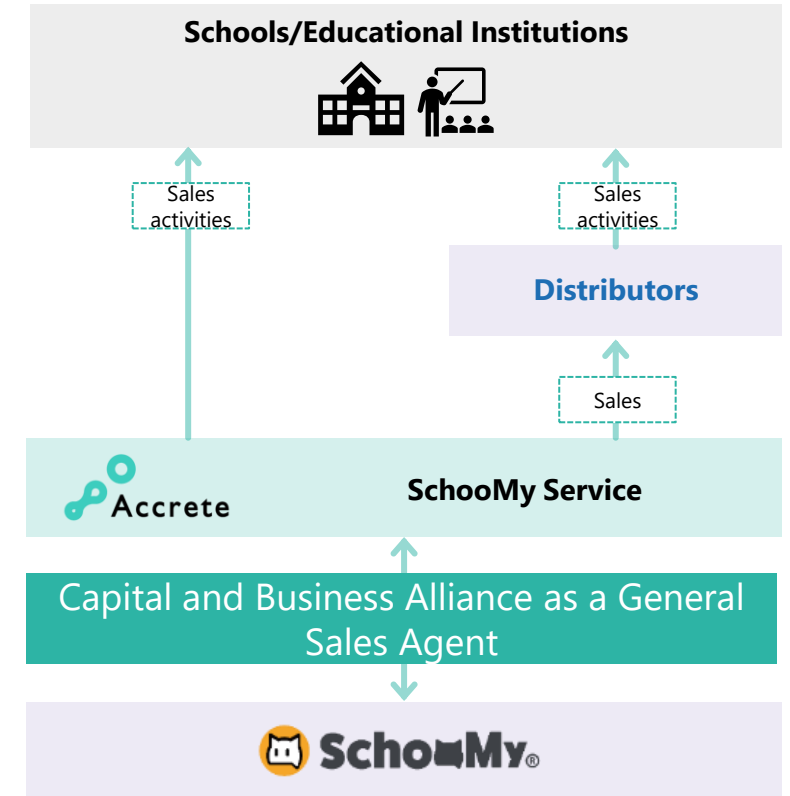 Schools/Educational Institutions
Sales
activities
Sales
activities
Distributors
Sales
Accrete
SchooMy Service
Capital and Business Alliance as a General
Sales Agent
SchooMy®